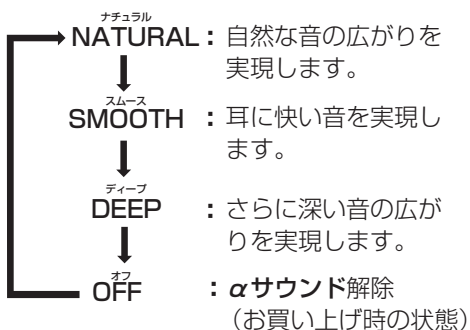 ナチュラル
NATURAL：自然な音の広がりを
実現します。
スムース
SMOOTH：耳に快い音を実現し
ます。
ディープ
DEEP：さらに深い音の広が
りを実現します。
オフ
OFF：αサウンド解除
（お買い上げ時の状態）